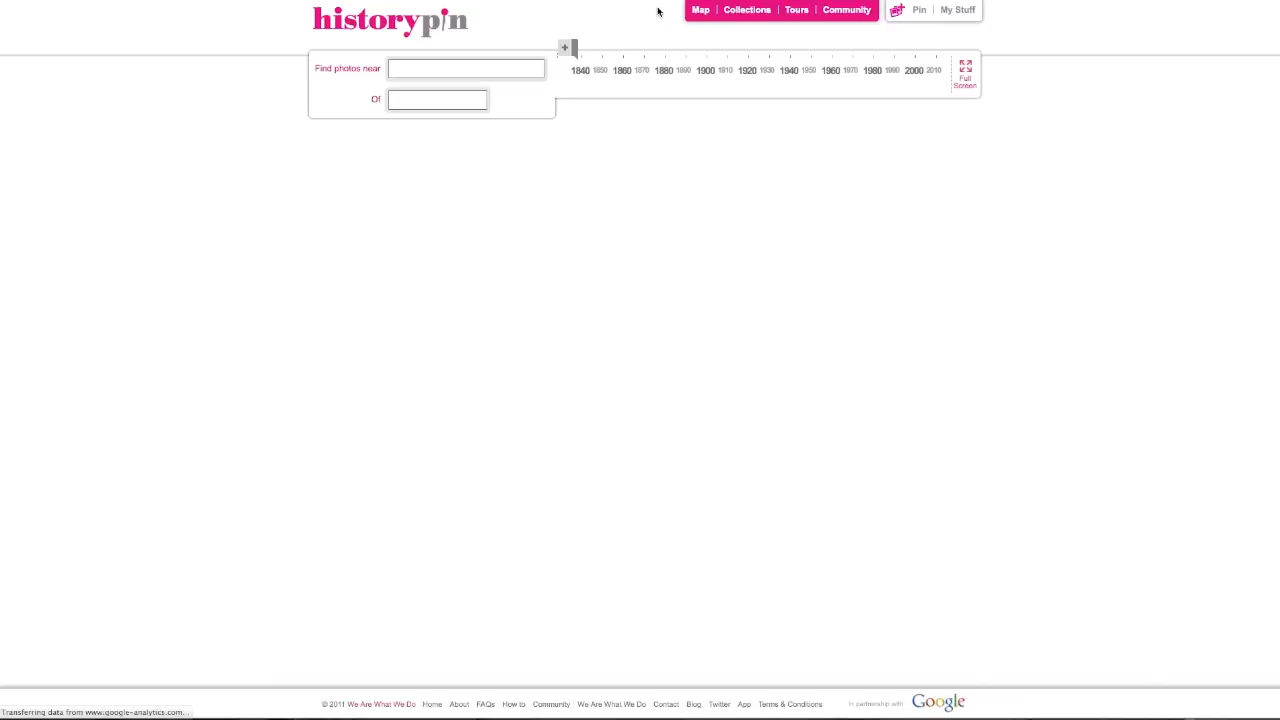 historypin
Map Collections Tours Community Pin My Stuff
Find photos near
Of
+
1840 1850 1860 1870 1880 1890 1900 1910 1920 1930 1940 1950 1960 1970 1980 1990 2000 2010
Full
Screen
© 2011 We Are What We Do Home About FAQs How to Community We Are What We Do Contact Blog Twitter App Terms & Conditions In partnership with Google
Transferring data from www.google-analytics.com...